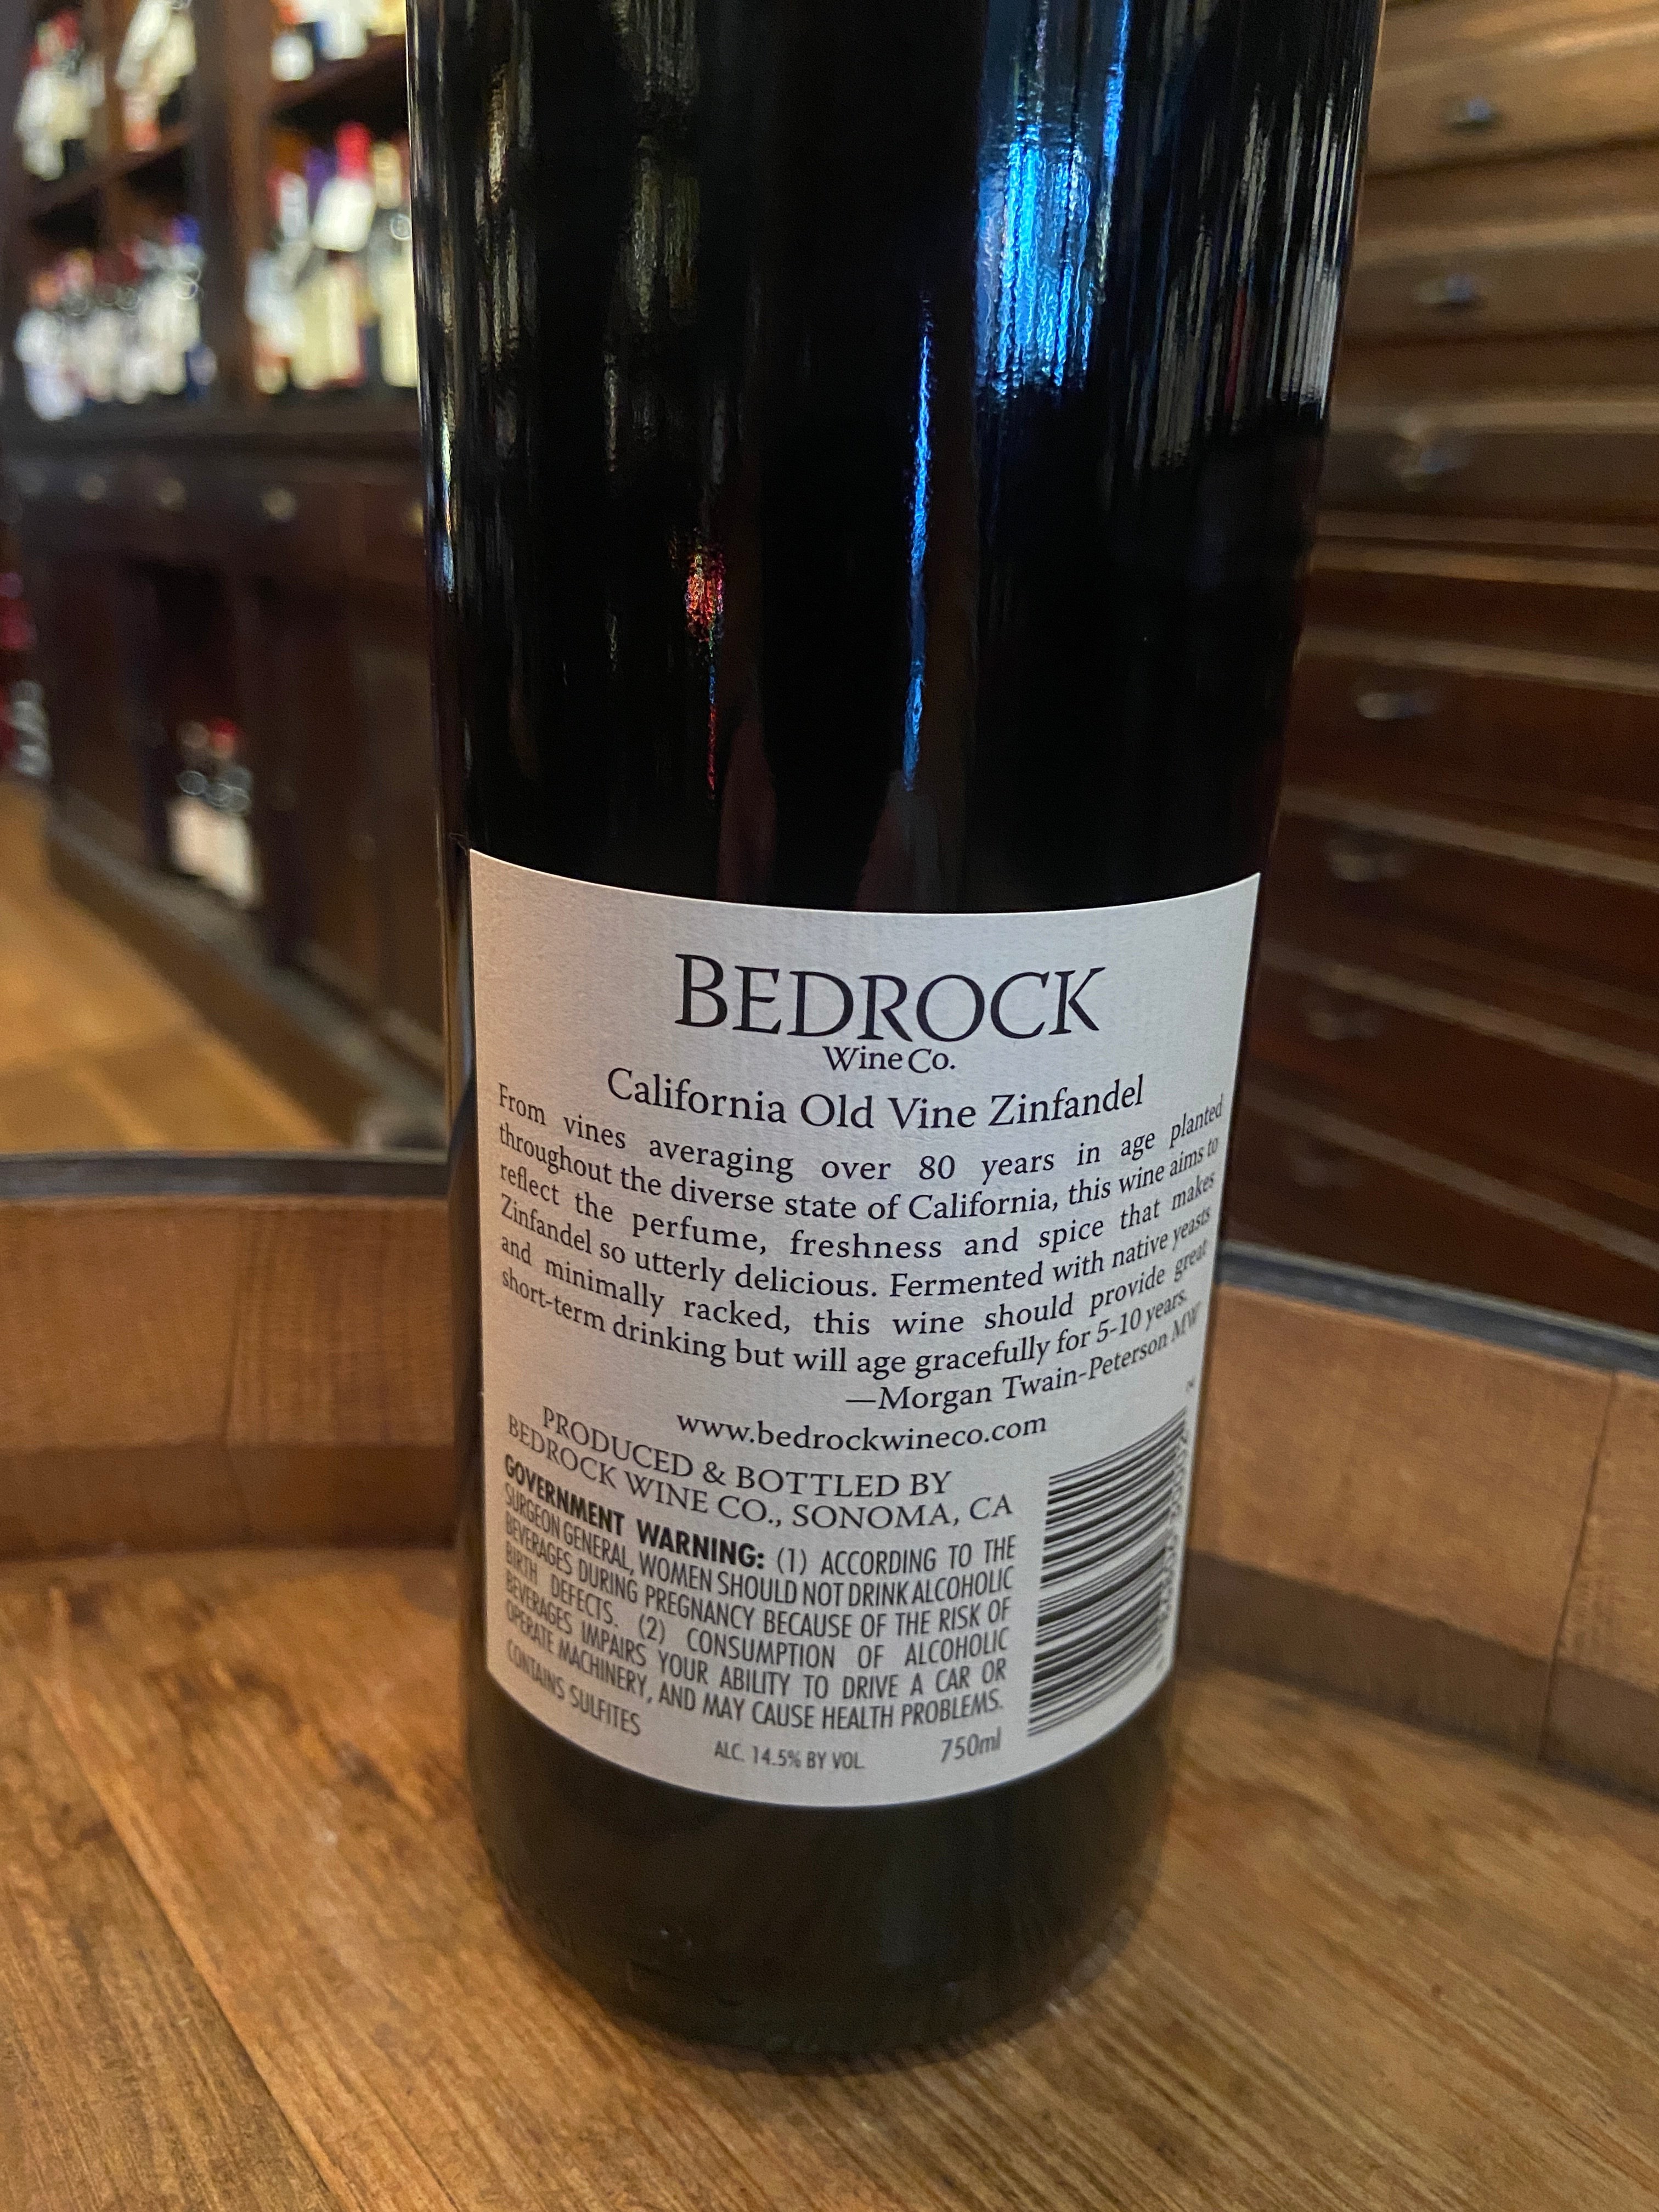 BEDROCK
Wine Co.
California Old Vine Zinfandel
From vines averaging over 80 years in age planted
throughout the diverse state of California, this wine aims to
reflect the perfume, freshness and spice that makes
Zinfandel so utterly delicious. Fermented with native yeasts
and minimally racked, this wine should provide great
short-term drinking but will age gracefully for 5-10 years.
—Morgan Twain-Peterson MW
www.bedrockwineco.com
PRODUCED & BOTTLED BY
BEDROCK WINE CO., SONOMA, CA
GOVERNMENT WARNING: (1) ACCORDING TO THE
SURGEON GENERAL, WOMEN SHOULD NOT DRINK ALCOHOLIC
BEVERAGES DURING PREGNANCY BECAUSE OF THE RISK OF
BIRTH DEFECTS. (2) CONSUMPTION OF ALCOHOLIC
BEVERAGES IMPAIRS YOUR ABILITY TO DRIVE A CAR OR
OPERATE MACHINERY, AND MAY CAUSE HEALTH PROBLEMS.
CONTAINS SULFITES
ALC. 14.5% BY VOL. 750ml